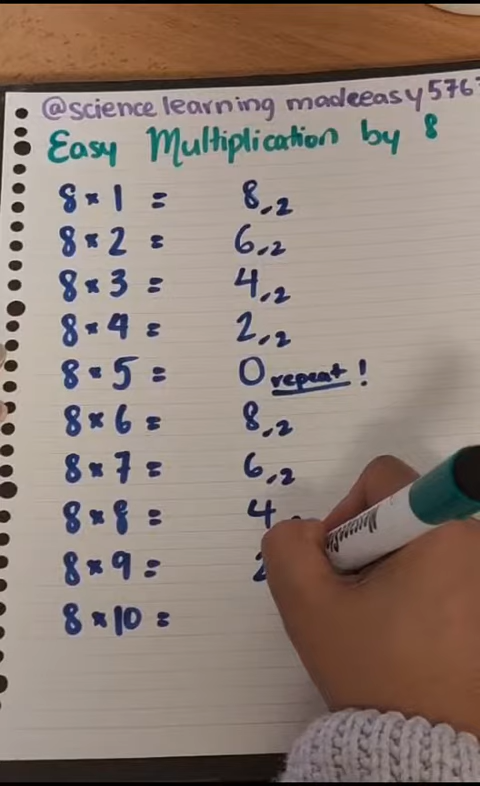 @science learning madeeasy576
Easy Multiplication by 8
8 × 1 = 8 -2
8 × 2 = 6 -2
8 × 3 = 4 -2
8 × 4 = 2 -2
8 × 5 = 0 repeat!
8 × 6 = 8 -2
8 × 7 = 6 -2
8 × 8 = 4
8 × 9 = 2
8 × 10 =